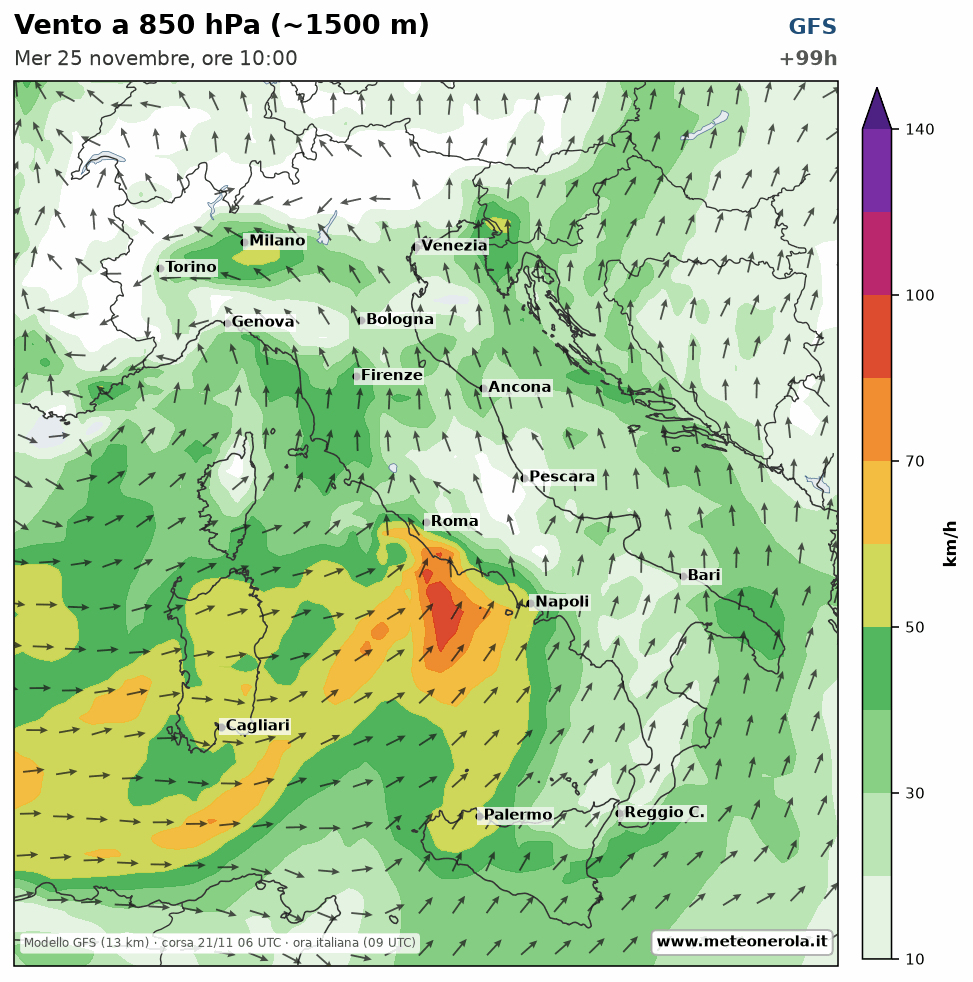 Vento a 850 hPa (~1500 m)
GFS
Mer 25 novembre, ore 10:00
+99h
Milano
Venezia
Torino
Genova
Bologna
Firenze
Ancona
Pescara
Roma
Bari
Napoli
Cagliari
Palermo
Reggio C.
140
100
70
50
30
10
km/h
Modello GFS (13 km) · corsa 21/11 06 UTC · ora italiana (09 UTC)
www.meteonerola.it